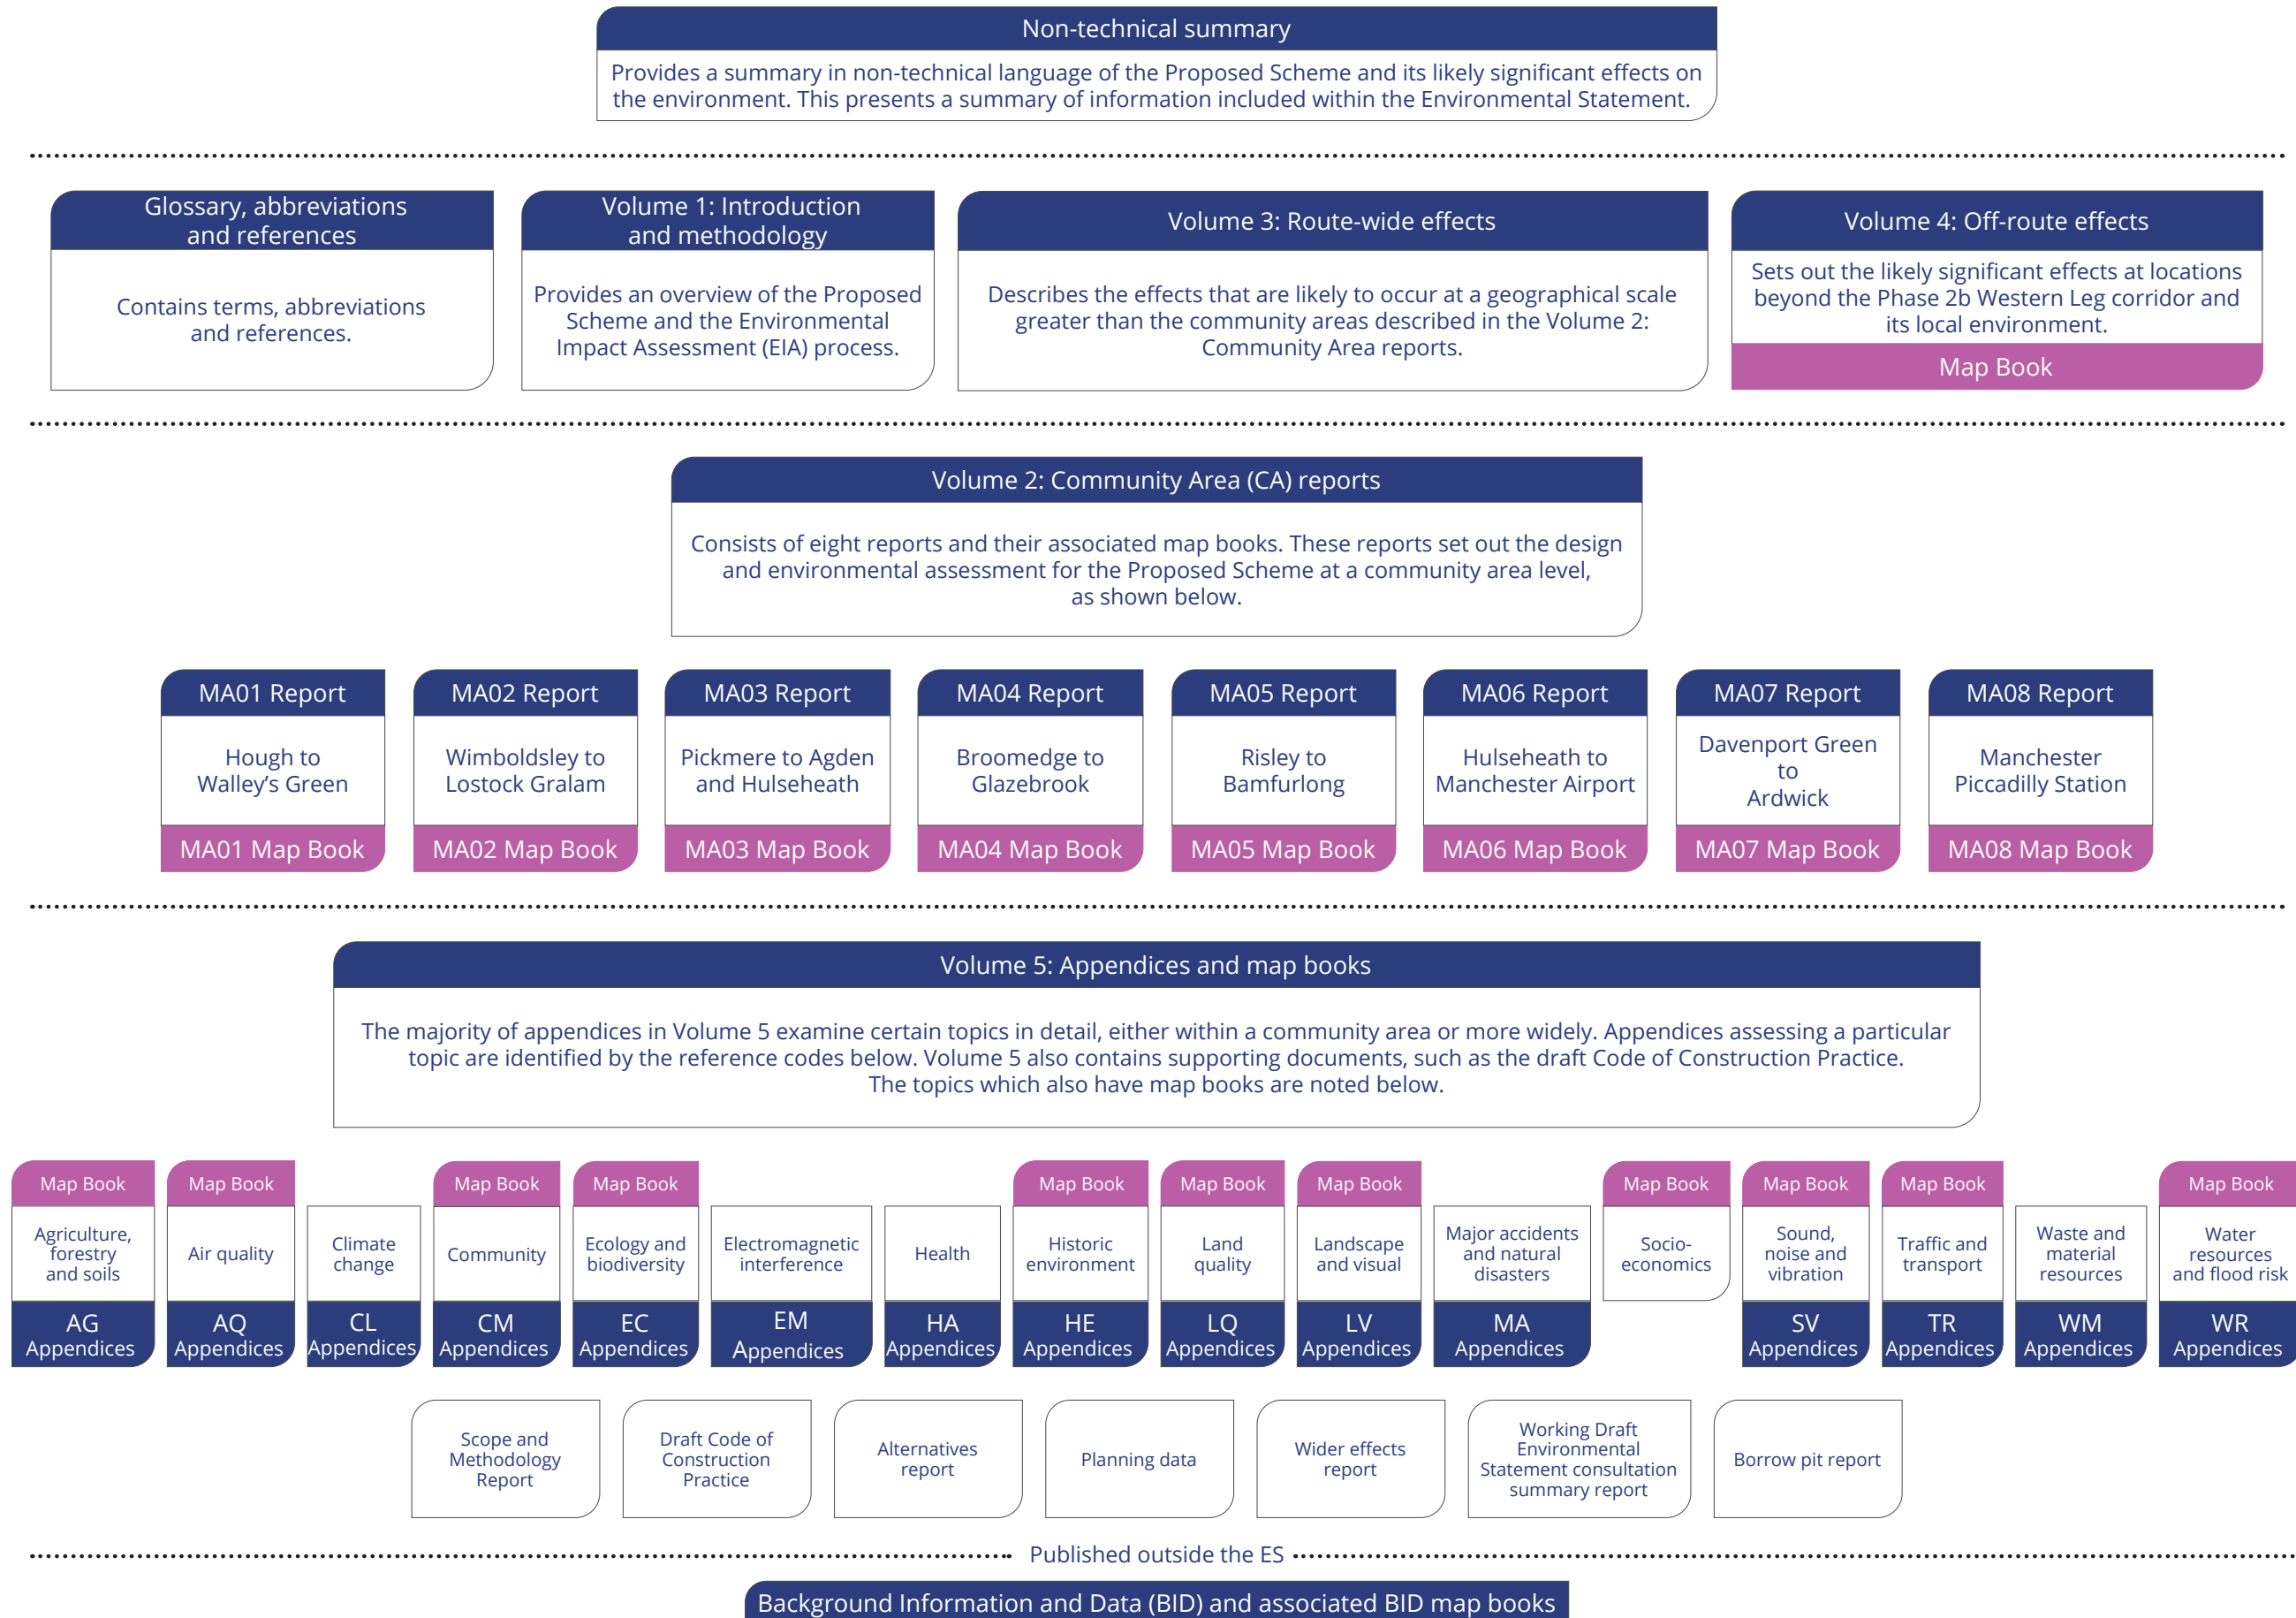 Non-technical summary
Provides a summary in non-technical language of the Proposed Scheme and its likely significant effects on
the environment. This presents a summary of information included within the Environmental Statement.
Glossary, abbreviations
and references
Contains terms, abbreviations
and references.
Volume 1: Introduction
and methodology
Provides an overview of the Proposed
Scheme and the Environmental
Impact Assessment (EIA) process.
Volume 3: Route-wide effects
Describes the effects that are likely to occur at a geographical scale
greater than the community areas described in the Volume 2:
Community Area reports.
Volume 4: Off-route effects
Sets out the likely significant effects at locations
beyond the Phase 2b Western Leg corridor and
its local environment.
Map Book
Volume 2: Community Area (CA) reports
Consists of eight reports and their associated map books. These reports set out the design
and environmental assessment for the Proposed Scheme at a community area level,
as shown below.
MA01 Report
Hough to
Walley’s Green
MA01 Map Book
MA02 Report
Wimboldsley to
Lostock Gralam
MA02 Map Book
MA03 Report
Pickmere to Agden
and Hulseheath
MA03 Map Book
MA04 Report
Broomedge to
Glazebrook
MA04 Map Book
MA05 Report
Risley to
Bamfurlong
MA05 Map Book
MA06 Report
Hulseheath to
Manchester Airport
MA06 Map Book
MA07 Report
Davenport Green
to
Ardwick
MA07 Map Book
MA08 Report
Manchester
Piccadilly Station
MA08 Map Book
Volume 5: Appendices and map books
The majority of appendices in Volume 5 examine certain topics in detail, either within a community area or more widely. Appendices assessing a particular
topic are identified by the reference codes below. Volume 5 also contains supporting documents, such as the draft Code of Construction Practice.
The topics which also have map books are noted below.
Map Book
Agriculture,
forestry
and soils
AG
Appendices
Map Book
Air quality
AQ
Appendices
Climate
change
CL
Appendices
Map Book
Community
CM
Appendices
Map Book
Ecology and
biodiversity
EC
Appendices
Electromagnetic
interference
EM
Appendices
Health
HA
Appendices
Map Book
Historic
environment
HE
Appendices
Map Book
Land
quality
LQ
Appendices
Map Book
Landscape
and visual
LV
Appendices
Major accidents
and natural
disasters
MA
Appendices
Map Book
Socio-
economics
Map Book
Sound,
noise and
vibration
SV
Appendices
Map Book
Traffic and
transport
TR
Appendices
Waste and
material
resources
WM
Appendices
Map Book
Water
resources
and flood risk
WR
Appendices
Scope and
Methodology
Report
Draft Code of
Construction
Practice
Alternatives
report
Planning data
Wider effects
report
Working Draft
Environmental
Statement consultation
summary report
Borrow pit report
Published outside the ES
Background Information and Data (BID) and associated BID map books